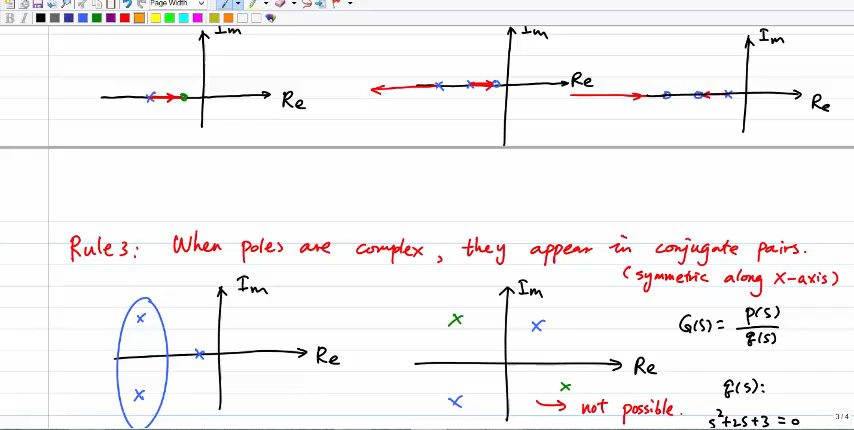 Page Width
B I
Im
Im
Im
Re
Re
Re
Rule 3: When poles are complex, they appear in conjugate pairs.
(symmetric along X-axis)
Im
Im
G(s) = p(s) / q(s)
Re
Re
q(s):
not possible.
s²+2s+3=0
3 / 4